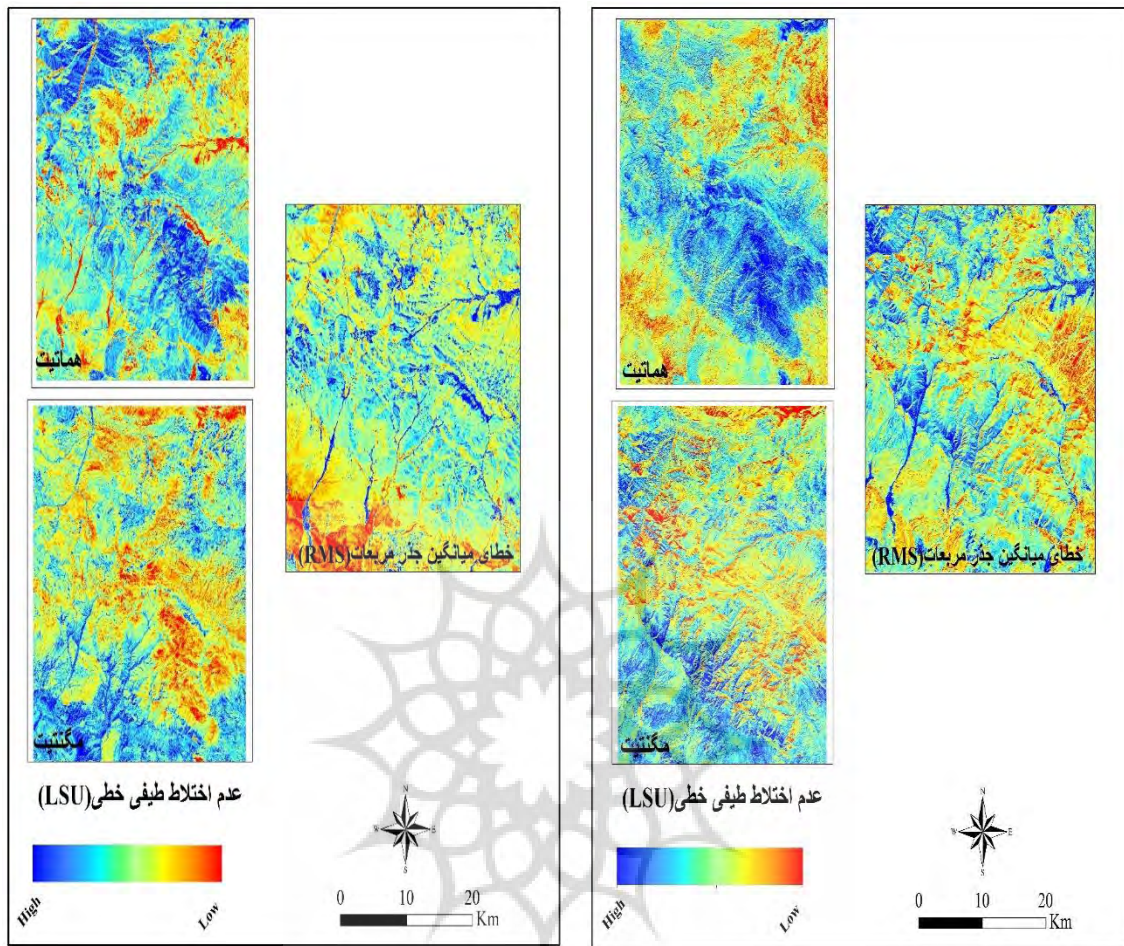 هماتیت
خطای میانگین جذر مربعات(RMS)
مگنتیت
عدم اختلاط طیفی خطی(LSU)
N
W
E
S
High
Low
0 10 20
Km
هماتیت
خطای میانگین جذر مربعات(RMS)
مگنتیت
عدم اختلاط طیفی خطی(LSU)
N
W
E
S
High
Low
0 10 20
Km